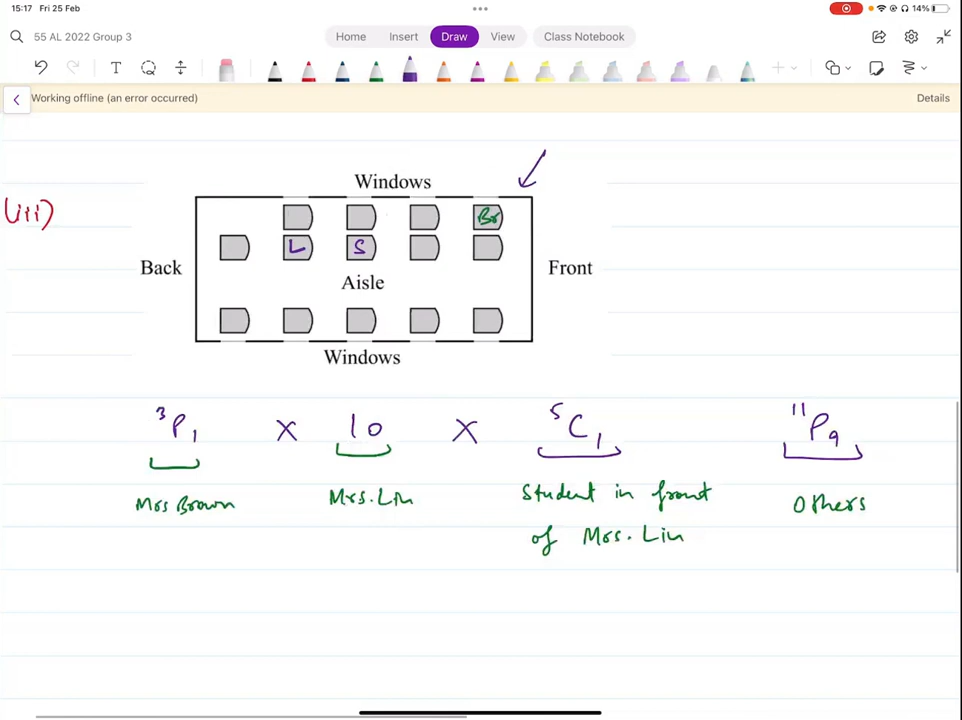 15:17 Fri 25 Feb 14%
55 AL 2022 Group 3 Home Insert Draw View Class Notebook
Working offline (an error occurred) Details
Windows
(iii)
Br
L S
Back Aisle Front
Windows
³P₁ X 10 X ⁵C₁ ¹¹P₉
Mrs Brown Mrs. Lin Student in front Others
of Mrs. Lin